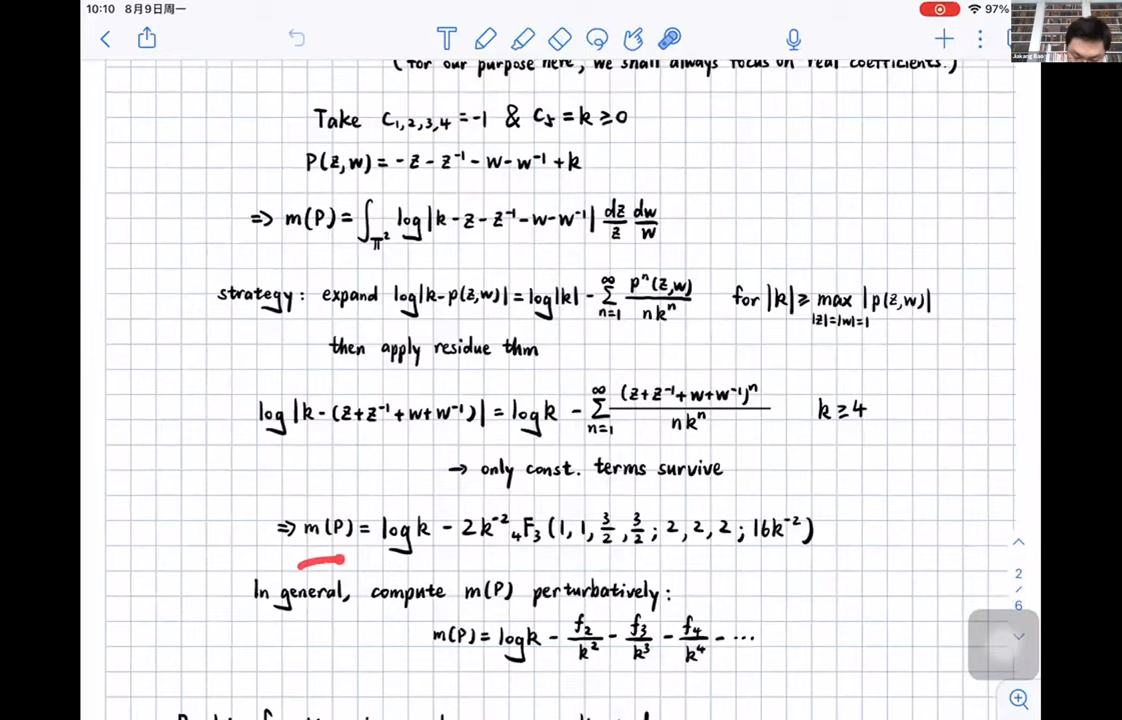 10:10 8月9日周一
97%
(for our purpose here, we shall always focus on real coefficients.)
Take C₁,₂,₃,₄ = -1 & C₅ = k ≥ 0
P(z,w) = -z - z⁻¹ - w - w⁻¹ + k
⇒ m(P) = ∫_𝕋² log|k - z - z⁻¹ - w - w⁻¹| dz/z dw/w
strategy: expand log|k - p(z,w)| = log|k| - Σ_{n=1}^{∞} pⁿ(z,w)/(nkⁿ) for |k| ≥ max_{|z|=|w|=1} |p(z,w)|
then apply residue thm
log|k - (z + z⁻¹ + w + w⁻¹)| = log k - Σ_{n=1}^{∞} (z + z⁻¹ + w + w⁻¹)ⁿ/(nkⁿ) k ≥ 4
→ only const. terms survive
⇒ m(P) = log k - 2k⁻² ₄F₃(1, 1, 3/2, 3/2; 2, 2, 2; 16k⁻²)
In general, compute m(P) perturbatively:
m(P) = log k - f₂/k² - f₃/k³ - f₄/k⁴ - ...
2
/
6